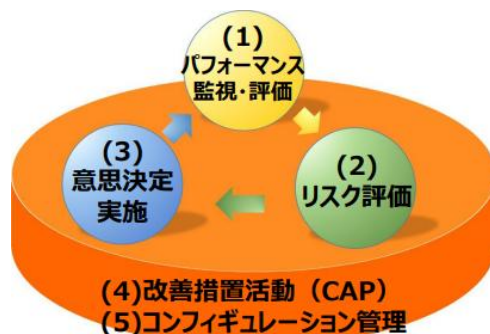 (1)
パフォーマンス
監視・評価
(2)
リスク評価
(3)
意思決定
実施
(4)改善措置活動（CAP）
(5)コンフィギュレーション管理